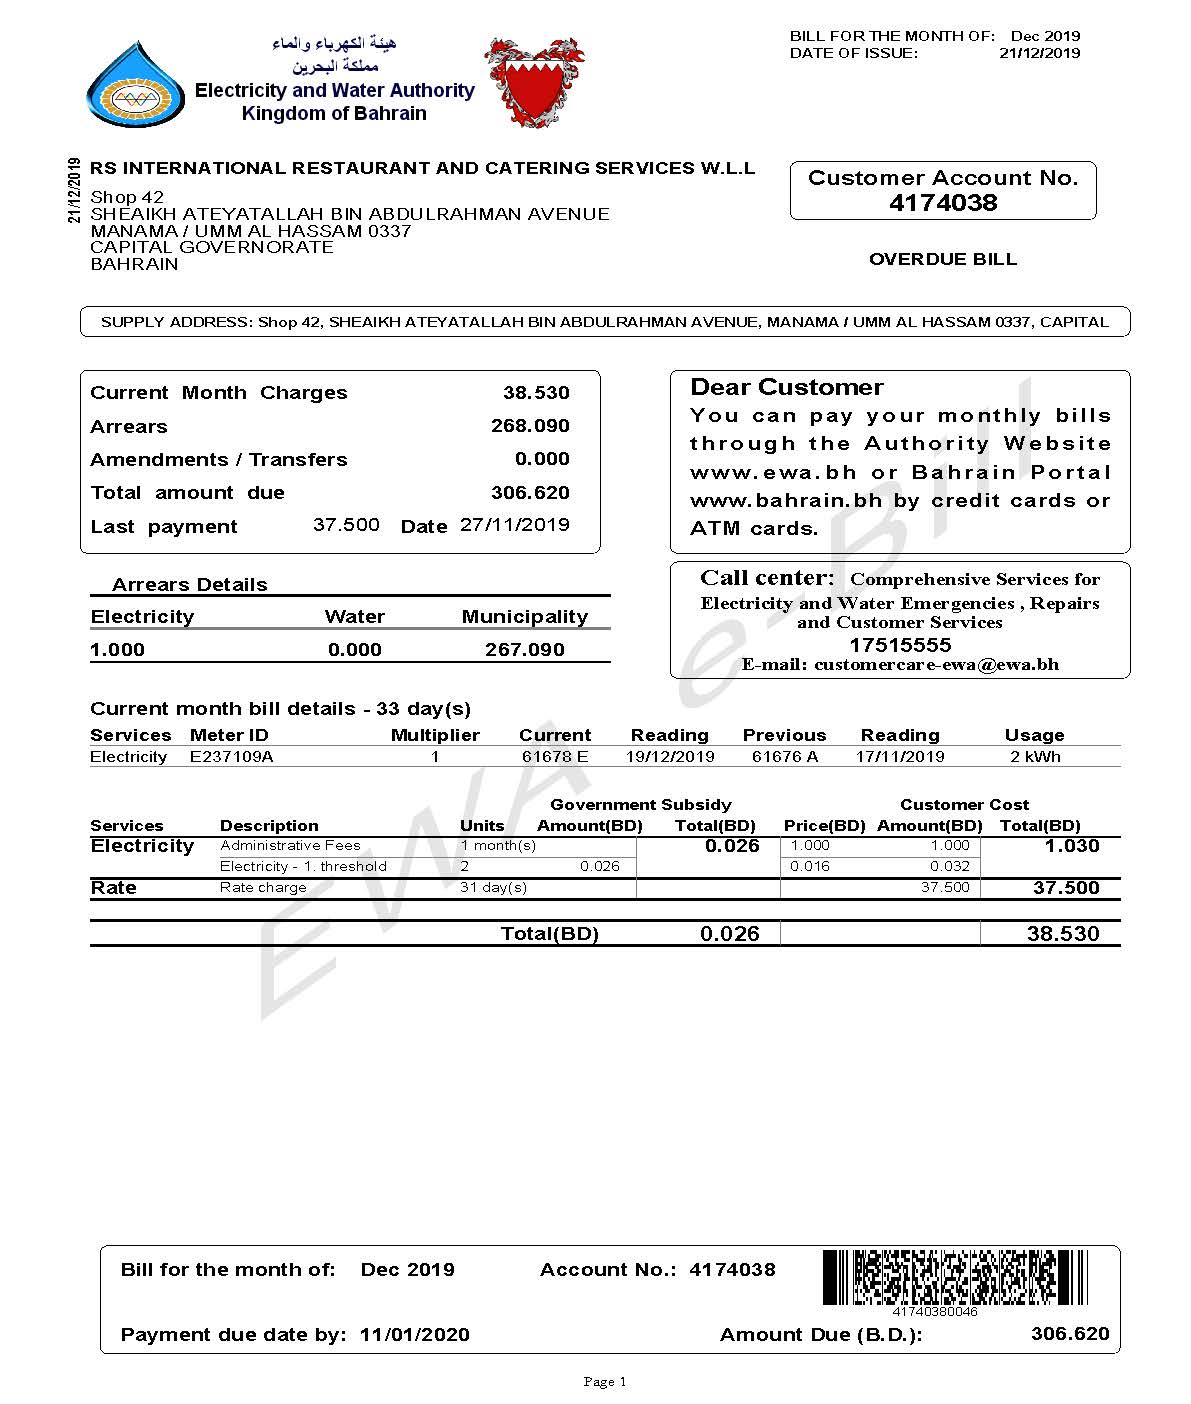 هيئة الكهرباء والماء
مملكة البحرين
Electricity and Water Authority
Kingdom of Bahrain
BILL FOR THE MONTH OF: Dec 2019
DATE OF ISSUE: 21/12/2019
21/12/2019
RS INTERNATIONAL RESTAURANT AND CATERING SERVICES W.L.L
Shop 42
SHEAIKH ATEYATALLAH BIN ABDULRAHMAN AVENUE
MANAMA / UMM AL HASSAM 0337
CAPITAL GOVERNORATE
BAHRAIN
Customer Account No.
4174038
OVERDUE BILL
SUPPLY ADDRESS: Shop 42, SHEAIKH ATEYATALLAH BIN ABDULRAHMAN AVENUE, MANAMA / UMM AL HASSAM 0337, CAPITAL
Current Month Charges 38.530
Arrears 268.090
Amendments / Transfers 0.000
Total amount due 306.620
Last payment 37.500 Date 27/11/2019
Dear Customer
You can pay your monthly bills
through the Authority Website
www.ewa.bh or Bahrain Portal
www.bahrain.bh by credit cards or
ATM cards.
Arrears Details
Electricity Water Municipality
1.000 0.000 267.090
Call center: Comprehensive Services for
Electricity and Water Emergencies , Repairs
and Customer Services
17515555
E-mail: customercare-ewa@ewa.bh
Current month bill details - 33 day(s)
Services Meter ID Multiplier Current Reading Previous Reading Usage
Electricity E237109A 1 61678 E 19/12/2019 61676 A 17/11/2019 2 kWh
Government Subsidy Customer Cost
Services Description Units Amount(BD) Total(BD) Price(BD) Amount(BD) Total(BD)
Electricity Administrative Fees 1 month(s) 0.026 1.000 1.000 1.030
Electricity - 1. threshold 2 0.026 0.016 0.032
Rate Rate charge 31 day(s) 37.500 37.500
Total(BD) 0.026 38.530
EWA e-Bill
Bill for the month of: Dec 2019 Account No.: 4174038
41740380046
Payment due date by: 11/01/2020 Amount Due (B.D.): 306.620
Page 1